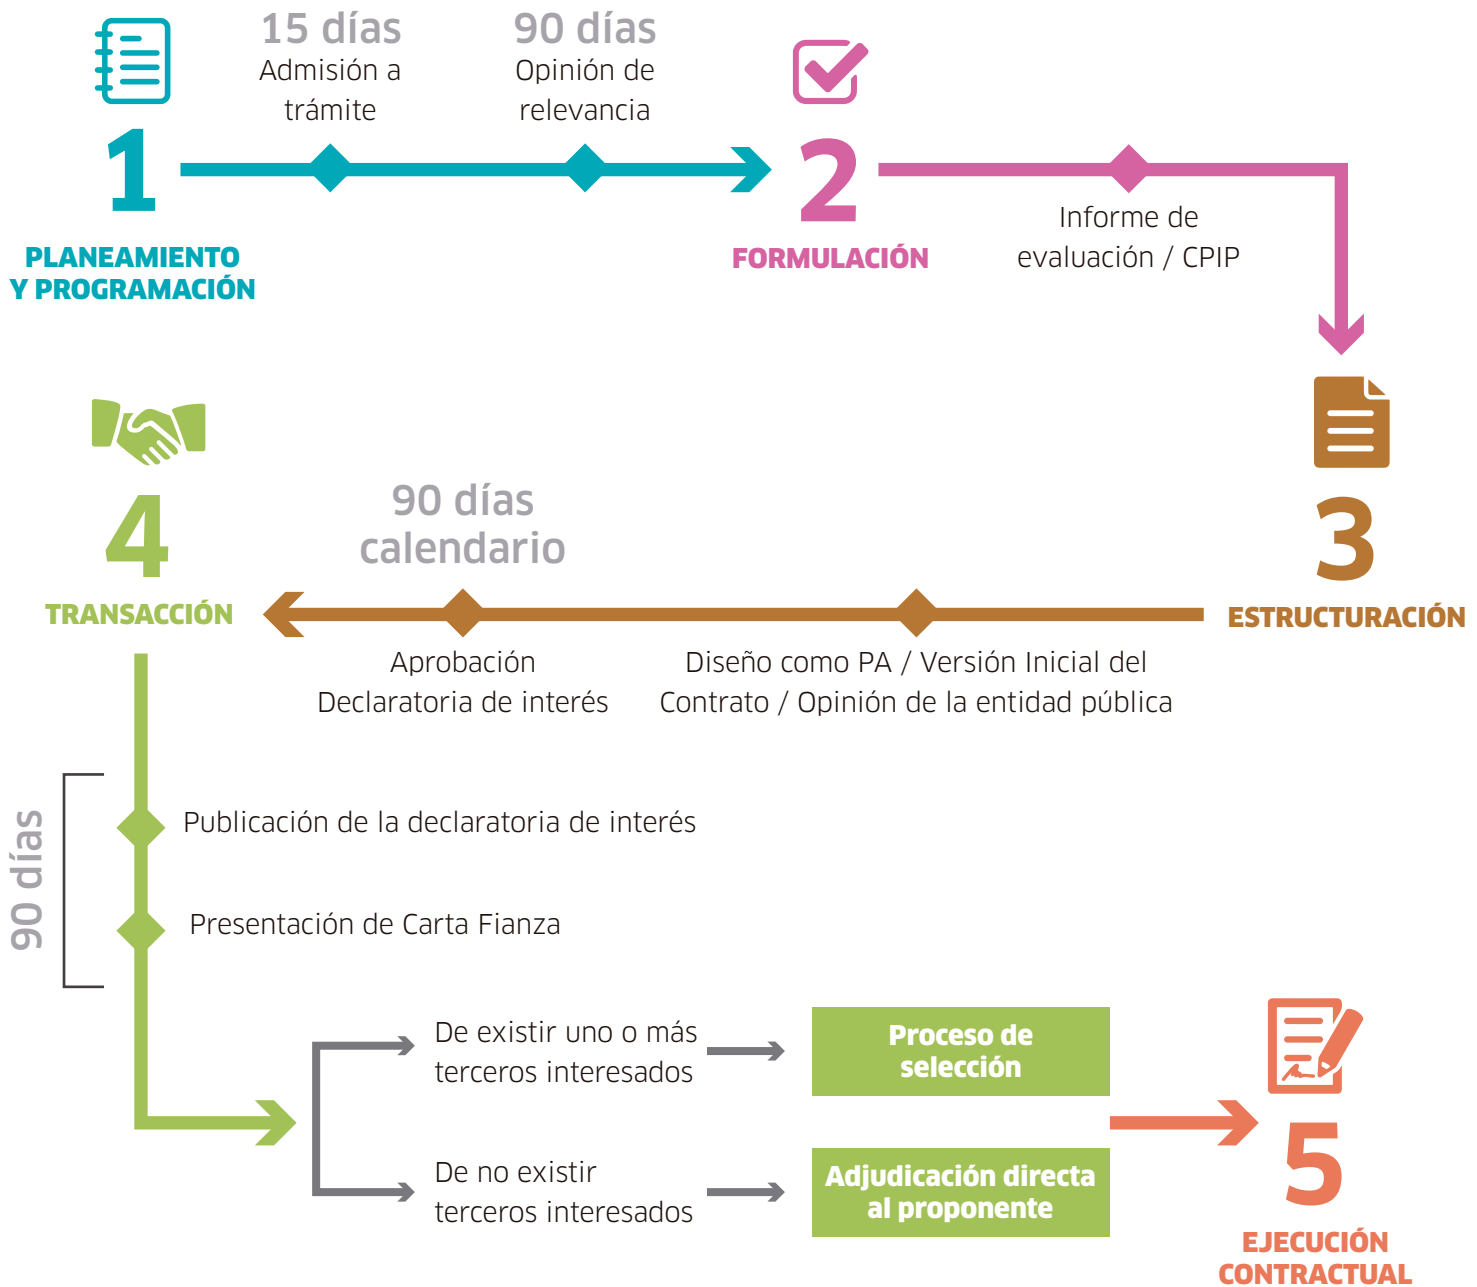 15 días
Admisión a
trámite
90 días
Opinión de
relevancia
1
PLANEAMIENTO
Y PROGRAMACIÓN
2
FORMULACIÓN
Informe de
evaluación / CPIP
3
ESTRUCTURACIÓN
Diseño como PA / Versión Inicial del
Contrato / Opinión de la entidad pública
90 días
calendario
Aprobación
Declaratoria de interés
4
TRANSACCIÓN
90 días
Publicación de la declaratoria de interés
Presentación de Carta Fianza
De existir uno o más
terceros interesados
Proceso de
selección
De no existir
terceros interesados
Adjudicación directa
al proponente
5
EJECUCIÓN
CONTRACTUAL